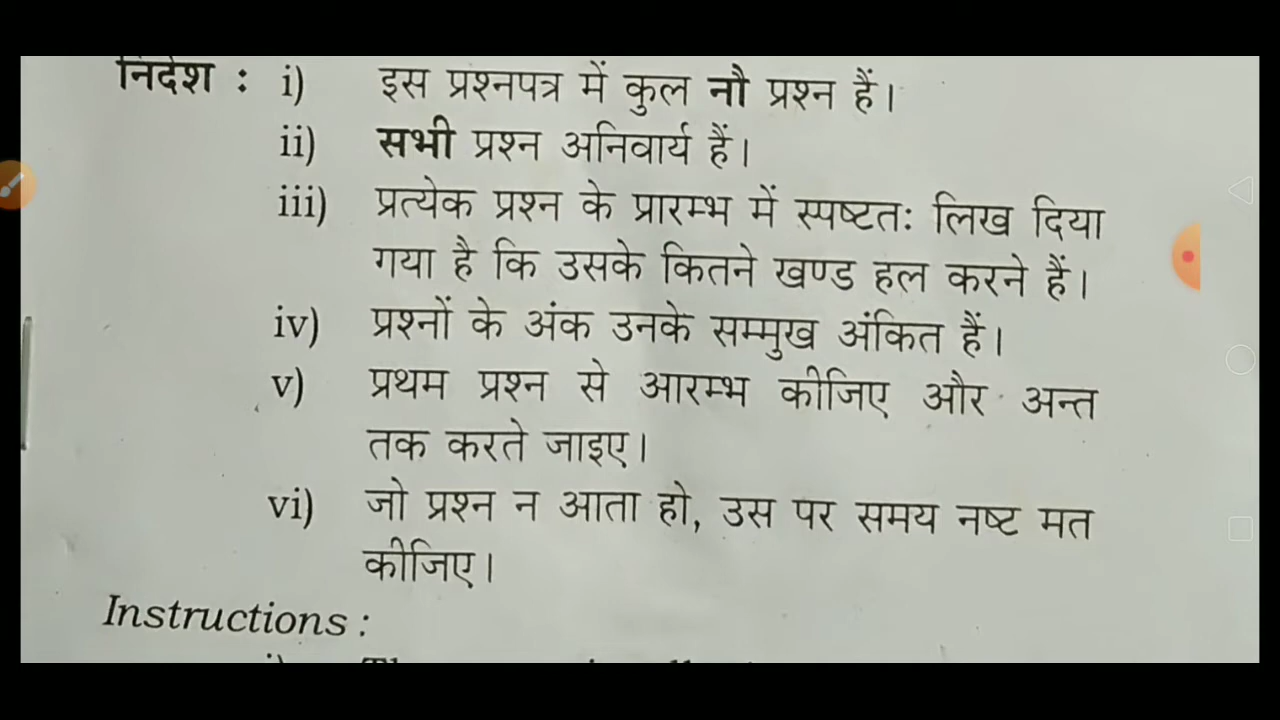 निर्देश : i) इस प्रश्नपत्र में कुल नौ प्रश्न हैं।
ii) सभी प्रश्न अनिवार्य हैं।
iii) प्रत्येक प्रश्न के प्रारम्भ में स्पष्टतः लिख दिया
गया है कि उसके कितने खण्ड हल करने हैं।
iv) प्रश्नों के अंक उनके सम्मुख अंकित हैं।
v) प्रथम प्रश्न से आरम्भ कीजिए और अन्त
तक करते जाइए।
vi) जो प्रश्न न आता हो, उस पर समय नष्ट मत
कीजिए।
Instructions :